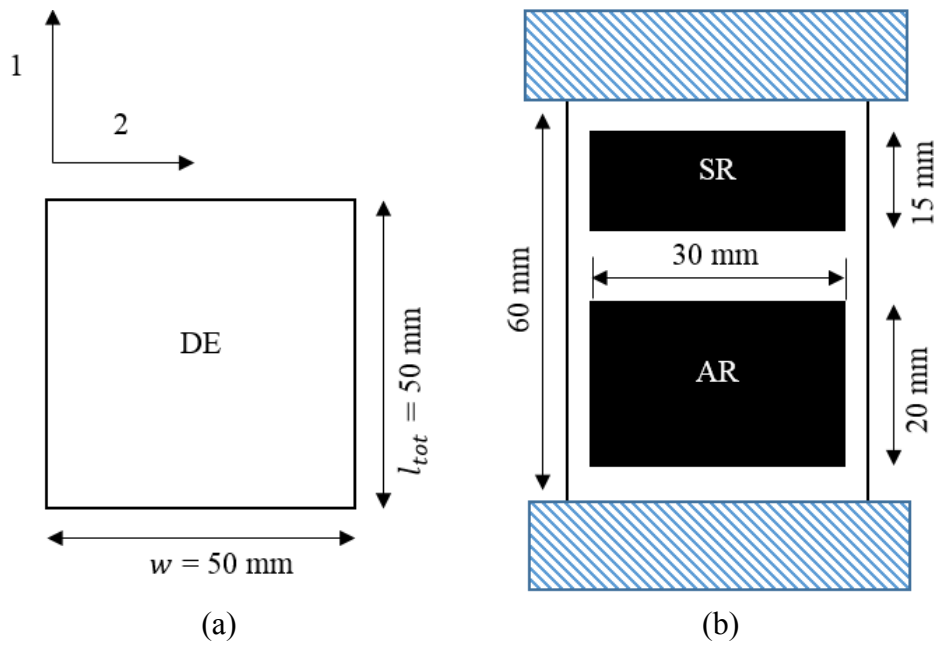 1
2
DE
l_tot = 50 mm
w = 50 mm
(a)
SR
15 mm
30 mm
60 mm
AR
20 mm
(b)